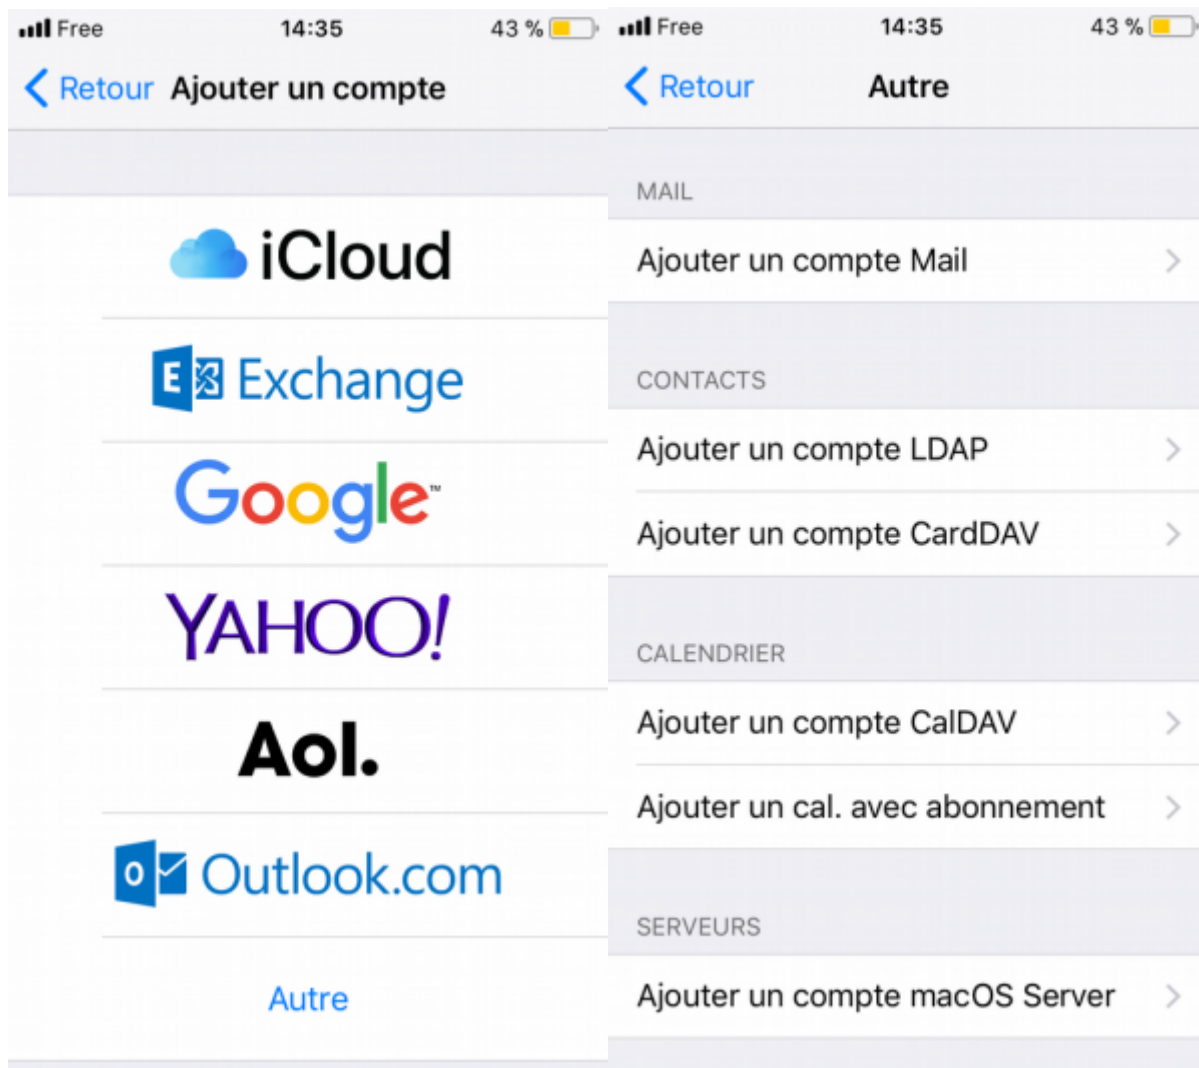 Free 14:35 43 %
Retour Ajouter un compte
iCloud
E Exchange
Google™
YAHOO!
Aol.
o Outlook.com
Autre
Free 14:35 43 %
Retour Autre
MAIL
Ajouter un compte Mail
CONTACTS
Ajouter un compte LDAP
Ajouter un compte CardDAV
CALENDRIER
Ajouter un compte CalDAV
Ajouter un cal. avec abonnement
SERVEURS
Ajouter un compte macOS Server